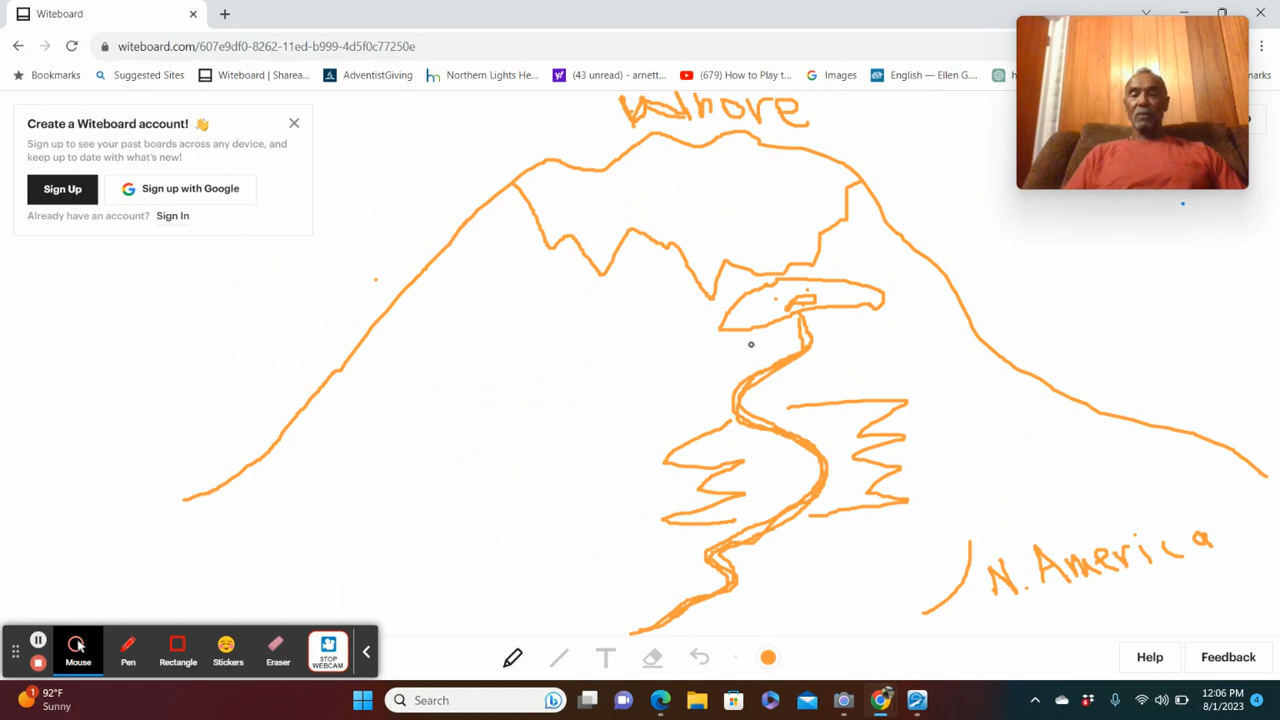 Witeboard
witeboard.com/607e9df0-8262-11ed-b999-4d5f0c77250e
Bookmarks Suggested Sites Witeboard | Sharea... AdventistGiving Northern Lights He... (43 unread) - arnett... (679) How to Play t... Images English — Ellen G....
Create a Witeboard account! 👋
Sign up to see your past boards across any device, and keep up to date with what's new!
Sign Up Sign up with Google
Already have an account? Sign In
N. America
Mouse Pen Rectangle Stickers Eraser STOP WEBCAM
Help Feedback
92°F
Sunny
Search
12:06 PM
8/1/2023